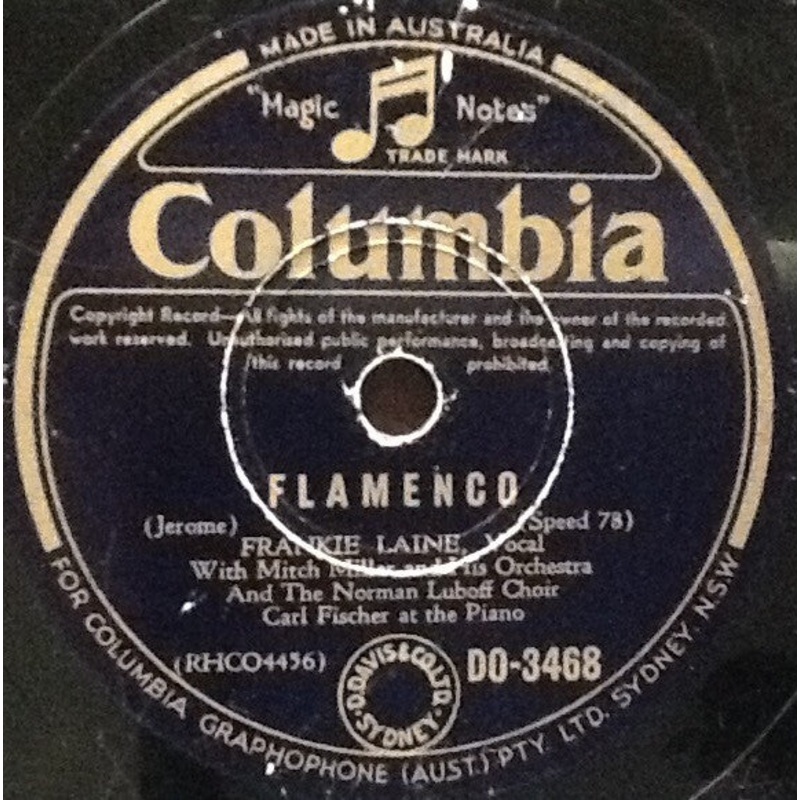 MADE IN AUSTRALIA
"Magic Notes"
TRADE MARK
Columbia
Copyright Record—All rights of the manufacturer and the owner of the recorded
work reserved. Unauthorised public performance, broadcasting and copying of
this record prohibited
FLAMENCO
(Jerome) (Speed 78)
FRANKIE LAINE, Vocal
With Mitch Miller and His Orchestra
And The Norman Luboff Choir
Carl Fischer at the Piano
(RHCO4456) DO-3468
D.DAVIS & CO. LTD. SYDNEY.
FOR COLUMBIA GRAPHOPHONE (AUST.) PTY. LTD. SYDNEY. N.S.W